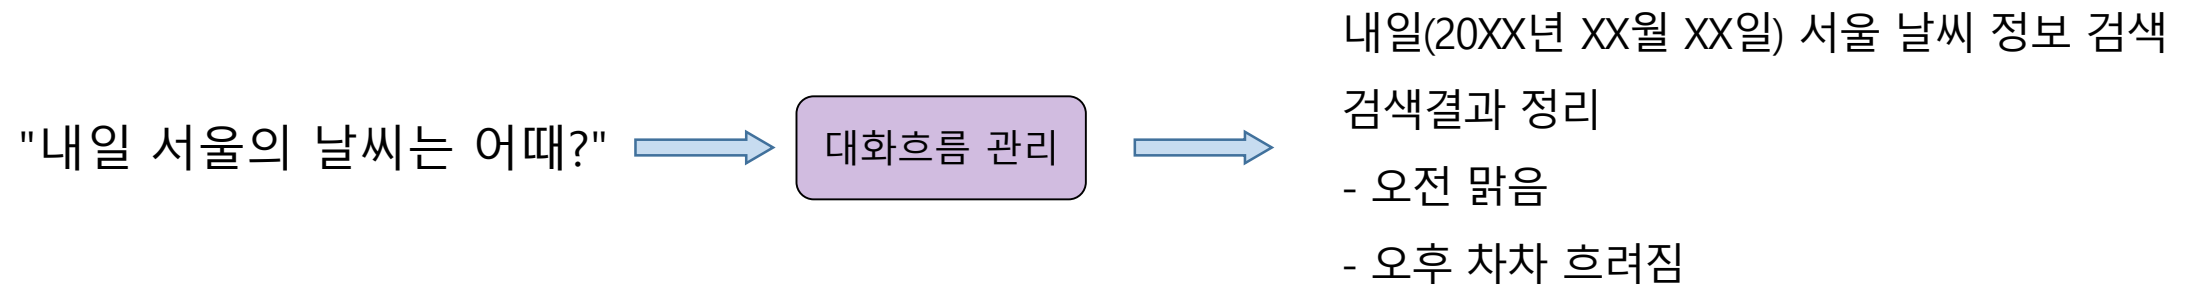 "내일 서울의 날씨는 어때?"
대화흐름 관리
내일(20XX년 XX월 XX일) 서울 날씨 정보 검색
검색결과 정리
- 오전 맑음
- 오후 차차 흐려짐